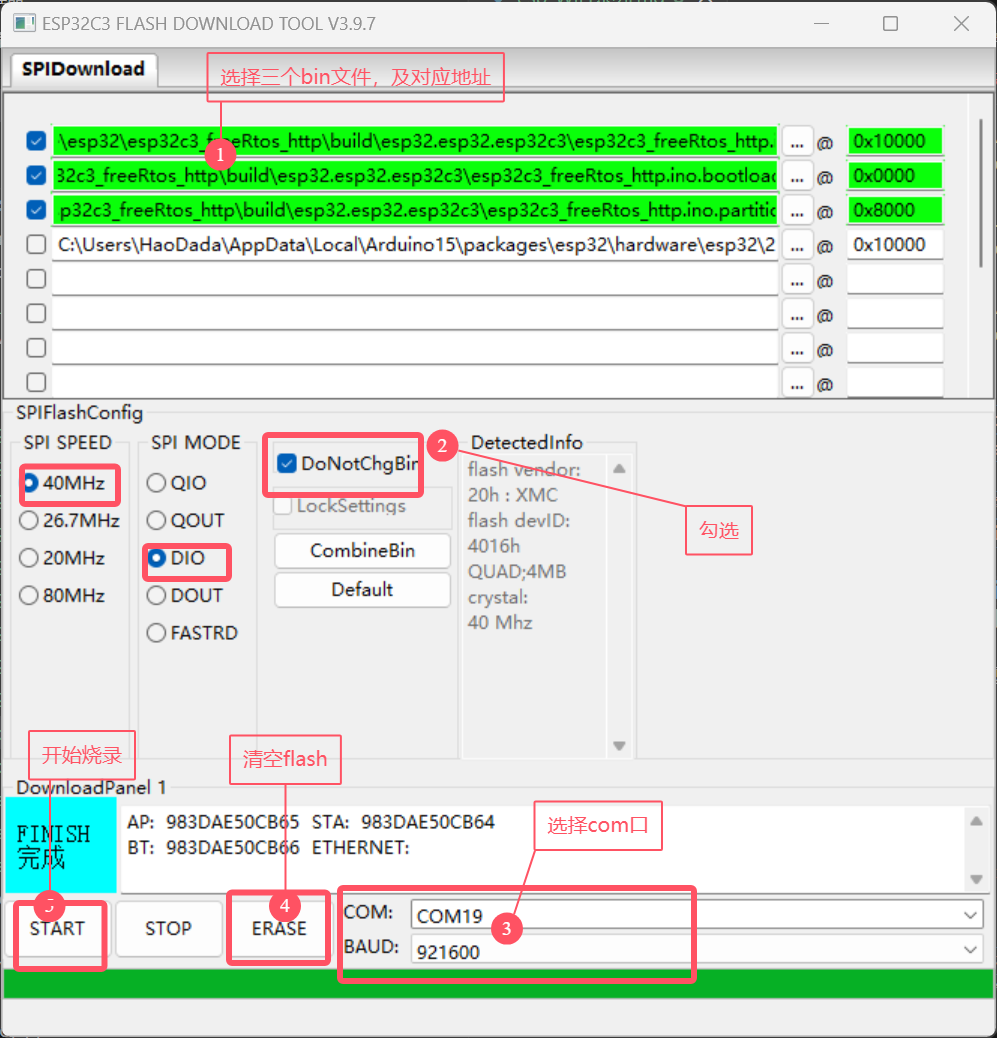 ESP32C3 FLASH DOWNLOAD TOOL V3.9.7
SPIDownload
选择三个bin文件，及对应地址
\esp32\esp32c3_freeRtos_http\build\esp32.esp32.esp32c3\esp32c3_freeRtos_http. ... @ 0x10000
1
32c3_freeRtos_http\build\esp32.esp32.esp32c3\esp32c3_freeRtos_http.ino.bootload ... @ 0x0000
p32c3_freeRtos_http\build\esp32.esp32.esp32c3\esp32c3_freeRtos_http.ino.partitio ... @ 0x8000
C:\Users\HaoDada\AppData\Local\Arduino15\packages\esp32\hardware\esp32\2 ... @ 0x10000
... @
... @
... @
... @
SPIFlashConfig
SPI SPEED
40MHz
26.7MHz
20MHz
80MHz
SPI MODE
QIO
QOUT
DIO
DOUT
FASTRD
DoNotChgBin
2
LockSettings
CombineBin
Default
DetectedInfo
flash vendor:
20h : XMC
flash devID:
4016h
QUAD;4MB
crystal:
40 Mhz
勾选
开始烧录
清空flash
DownloadPanel 1
选择com口
FINISH
完成
AP: 983DAE50CB65 STA: 983DAE50CB64
BT: 983DAE50CB66 ETHERNET:
5
START
STOP
4
ERASE
COM: COM19
3
BAUD: 921600